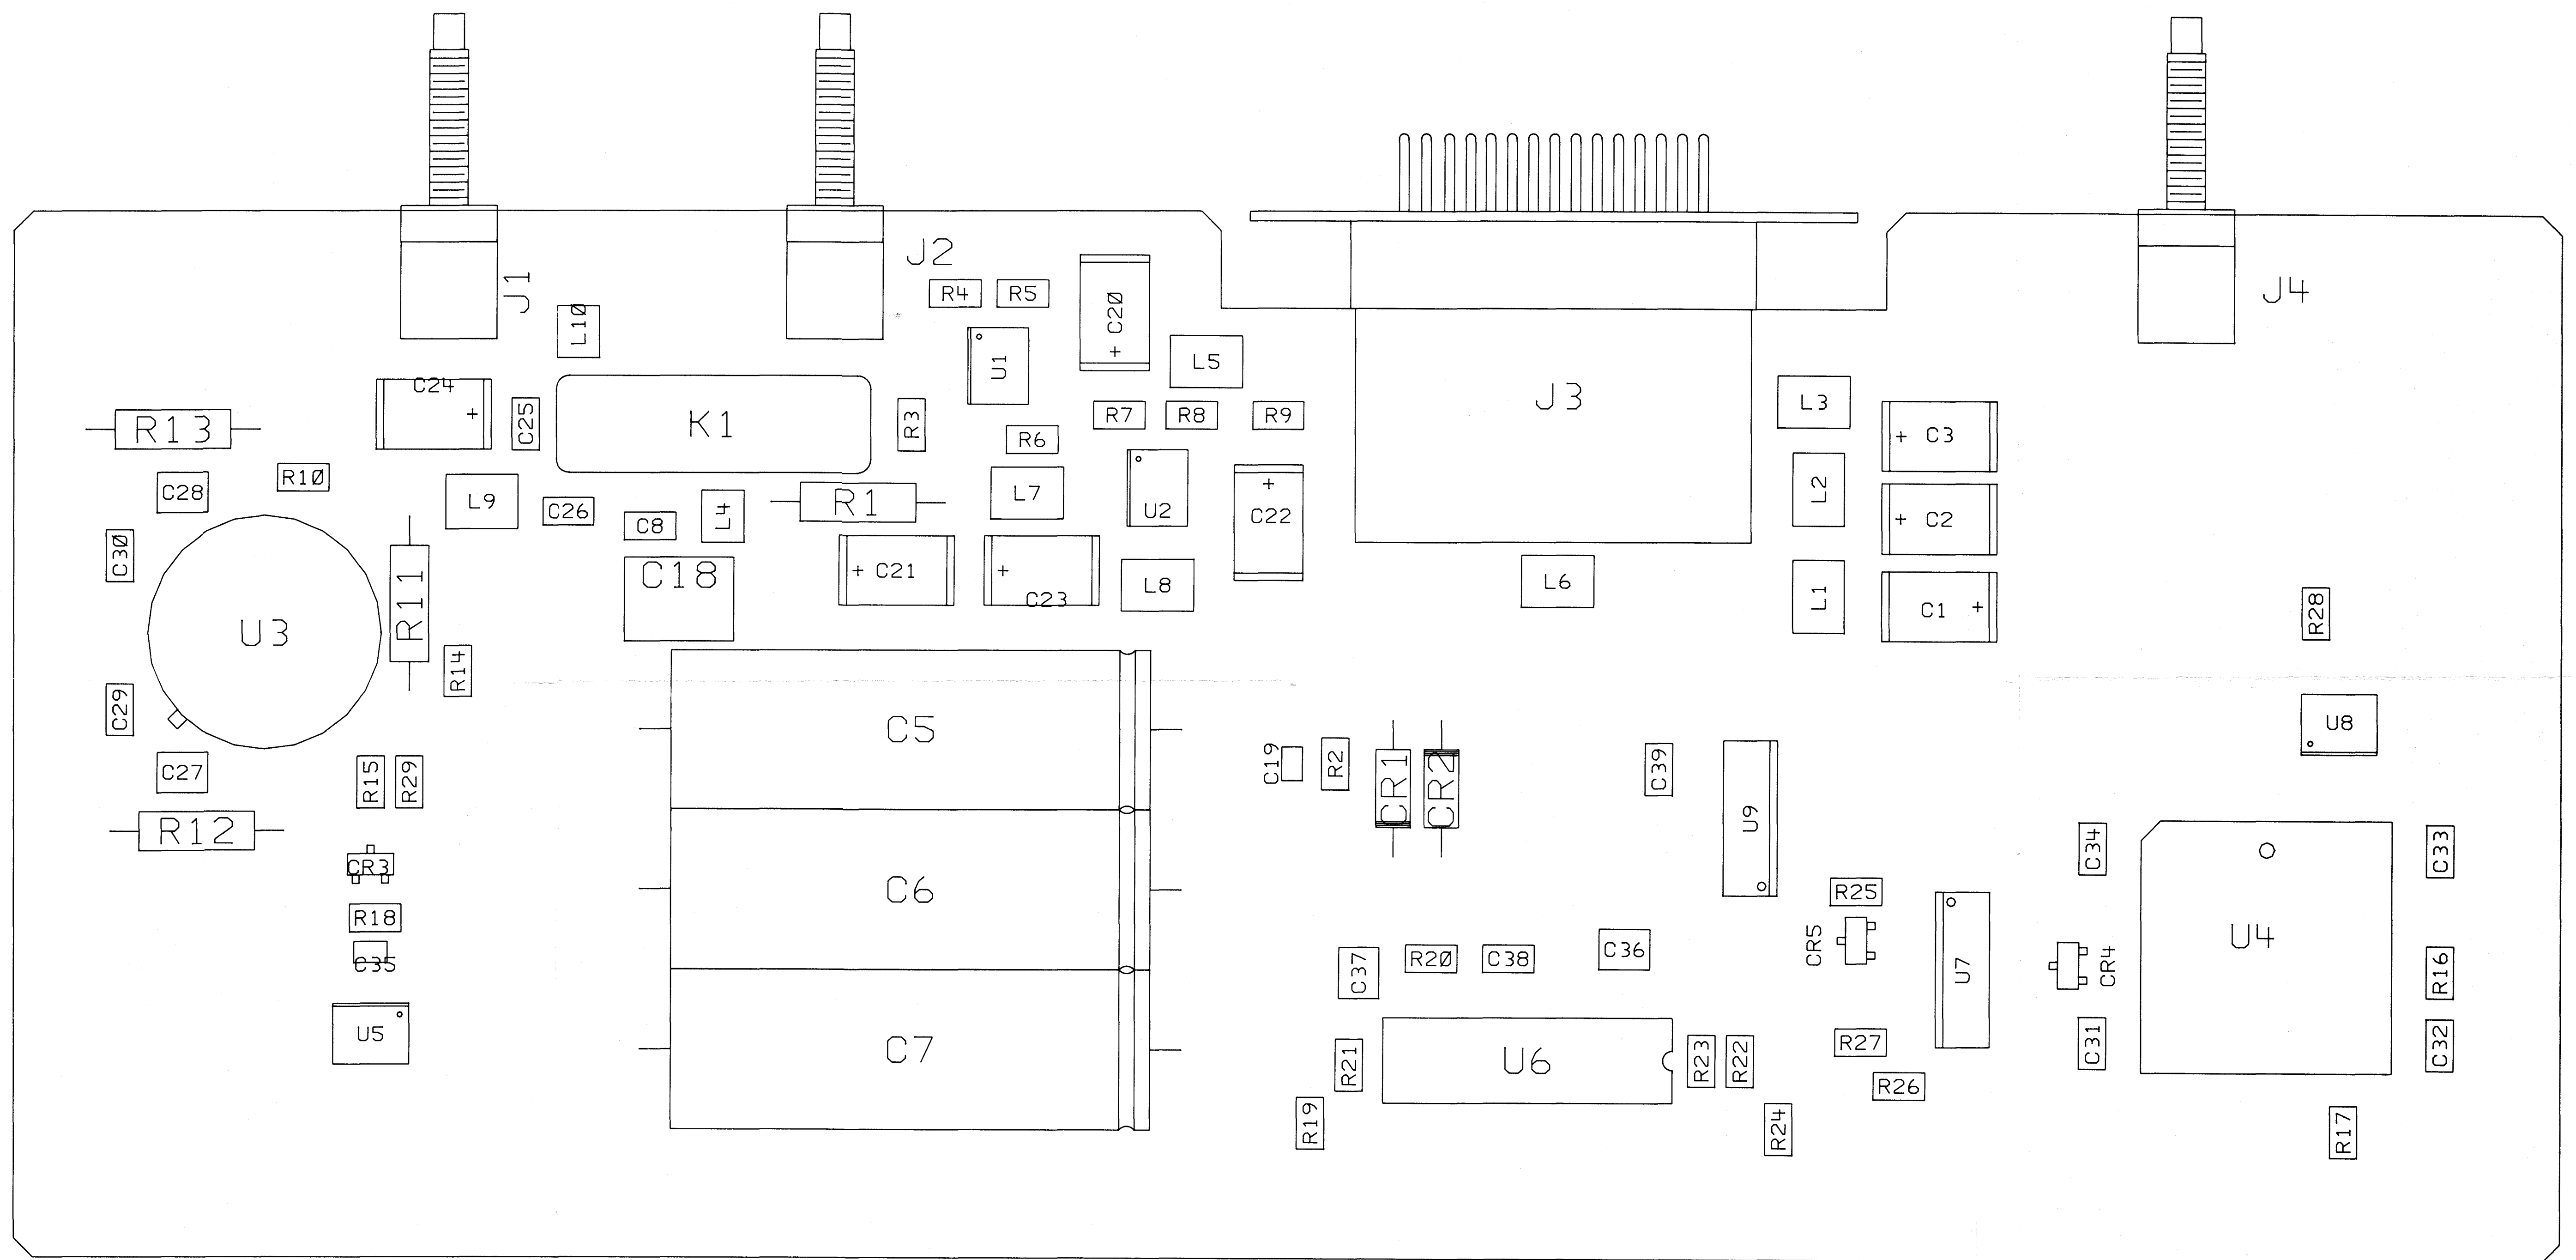 J1
J2
J4
R4
R5
C20
+
L10
U1
L5
C24
+
J3
L3
R13
C25
K1
R3
R7
R8
R9
R6
+ C3
R10
C28
L9
C26
L4
R1
L7
U2
+
C22
L2
+ C2
C8
C30
C18
+ C21
+
C23
L8
L6
L1
C1 +
R11
U3
R28
R14
C29
C5
U8
C27
R15
R29
C19
R2
CR1
CR2
C39
R12
U9
CR3
C34
C33
C6
R25
R18
C35
CR5
U4
C37
R20
C38
C36
U7
CR4
R16
U5
C7
R21
U6
R23
R22
R27
C31
C32
R26
R19
R24
R17